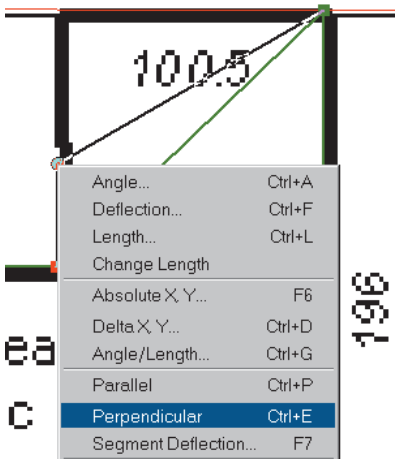 100.5
Angle... Ctrl+A
Deflection... Ctrl+F
Length... Ctrl+L
Change Length
Absolute X, Y... F6
Delta X, Y... Ctrl+D
Angle/Length... Ctrl+G
Parallel Ctrl+P
Perpendicular Ctrl+E
Segment Deflection... F7
196
ea
c